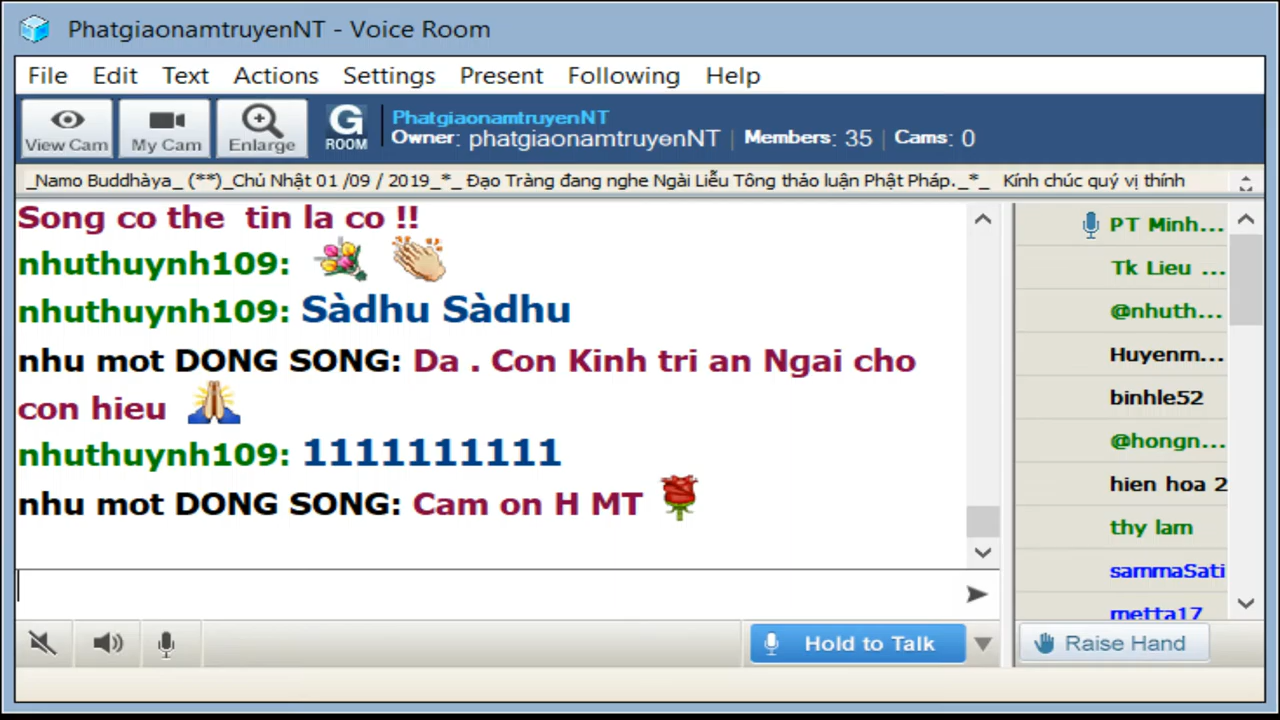 PhatgiaonamtruyenNT - Voice Room
File Edit Text Actions Settings Present Following Help
View Cam My Cam Enlarge G ROOM
PhatgiaonamtruyenNT
Owner: phatgiaonamtruyenNT | Members: 35 | Cams: 0
_Namo Buddhàya_ (**)_Chủ Nhật 01 /09 / 2019_*_ Đạo Tràng đang nghe Ngài Liễu Tông thảo luận Phật Pháp._*_ Kính chúc quý vị thính
Song co the tin la co !!
nhuthuynh109:
nhuthuynh109: Sàdhu Sàdhu
nhu mot DONG SONG: Da . Con Kinh tri an Ngai cho
con hieu
nhuthuynh109: 1111111111
nhu mot DONG SONG: Cam on H MT
PT Minh...
Tk Lieu ...
@nhuth...
Huyenm...
binhle52
@hongn...
hien hoa 2
thy lam
sammaSati
metta17
Hold to Talk
Raise Hand